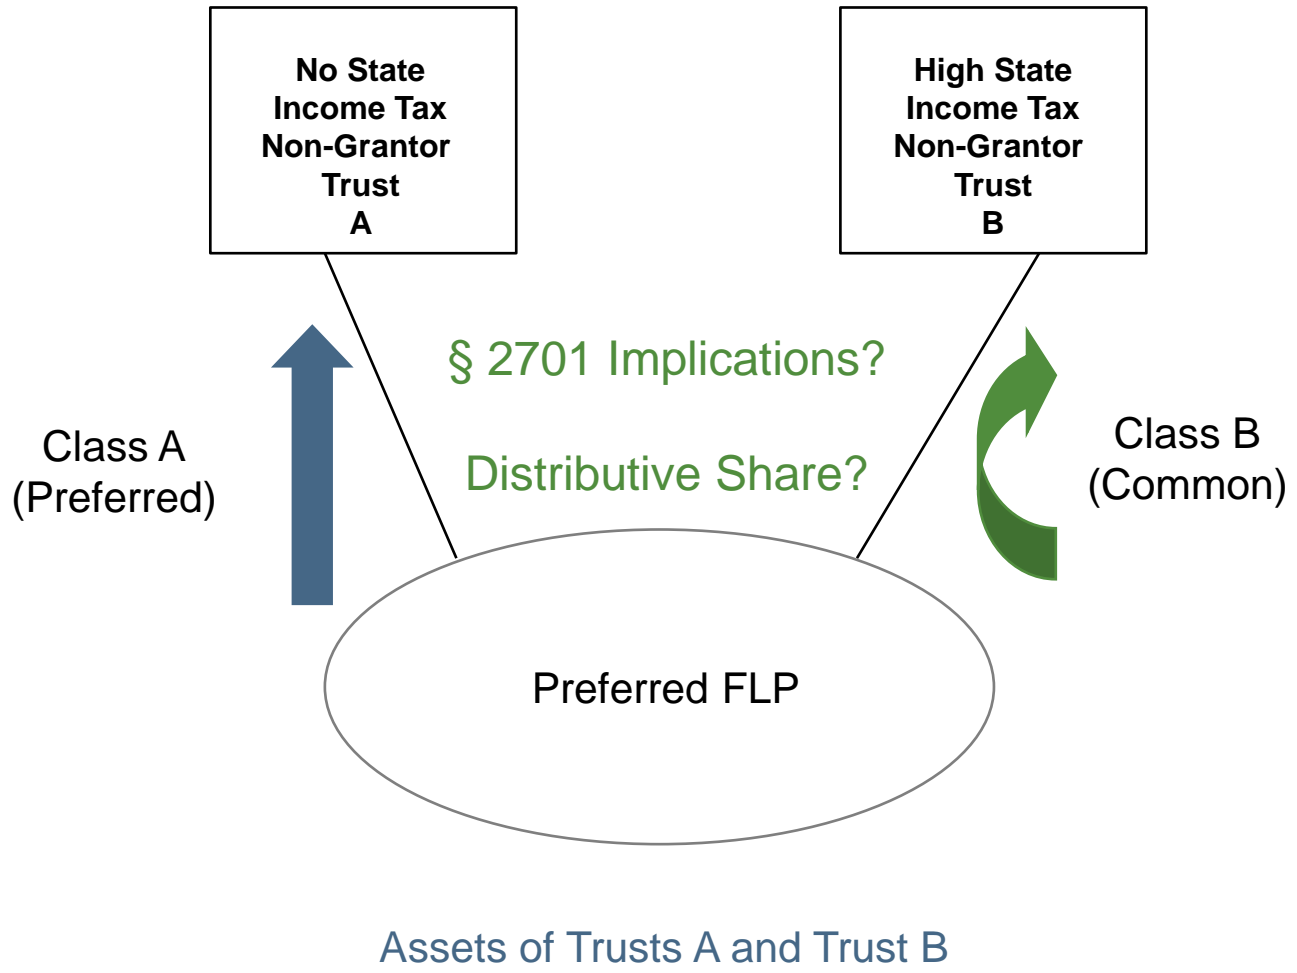 No State
Income Tax
Non-Grantor
Trust
A
High State
Income Tax
Non-Grantor
Trust
B
§ 2701 Implications?
Class A
(Preferred)
Distributive Share?
Class B
(Common)
Preferred FLP
Assets of Trusts A and Trust B